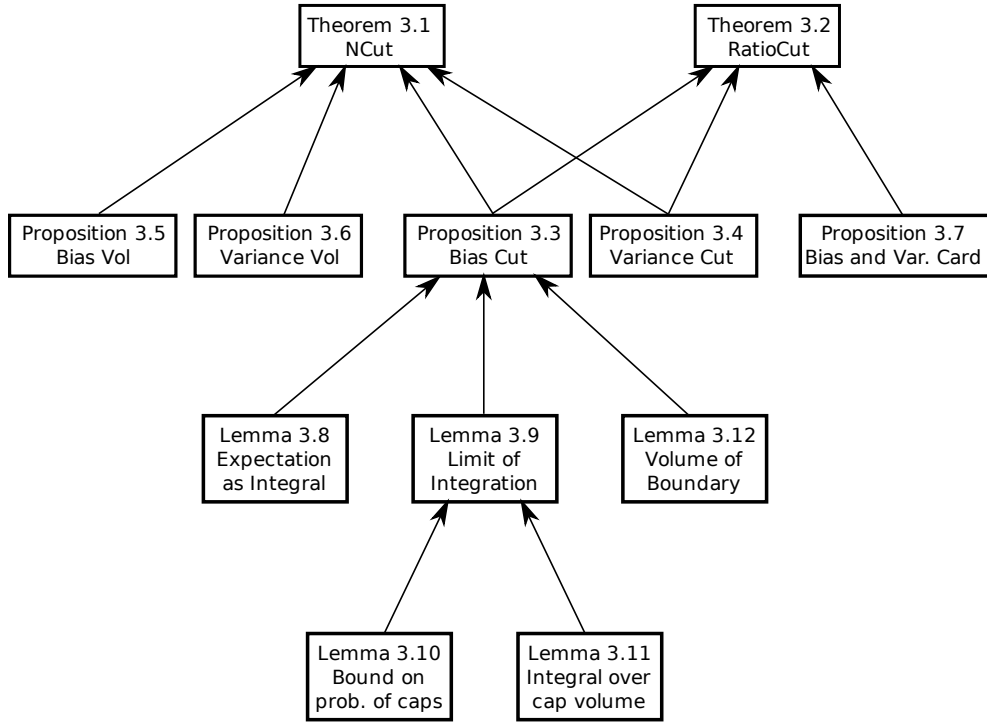 Theorem 3.1
NCut
Theorem 3.2
RatioCut
Proposition 3.5
Bias Vol
Proposition 3.6
Variance Vol
Proposition 3.3
Bias Cut
Proposition 3.4
Variance Cut
Proposition 3.7
Bias and Var. Card
Lemma 3.8
Expectation
as Integral
Lemma 3.9
Limit of
Integration
Lemma 3.12
Volume of
Boundary
Lemma 3.10
Bound on
prob. of caps
Lemma 3.11
Integral over
cap volume